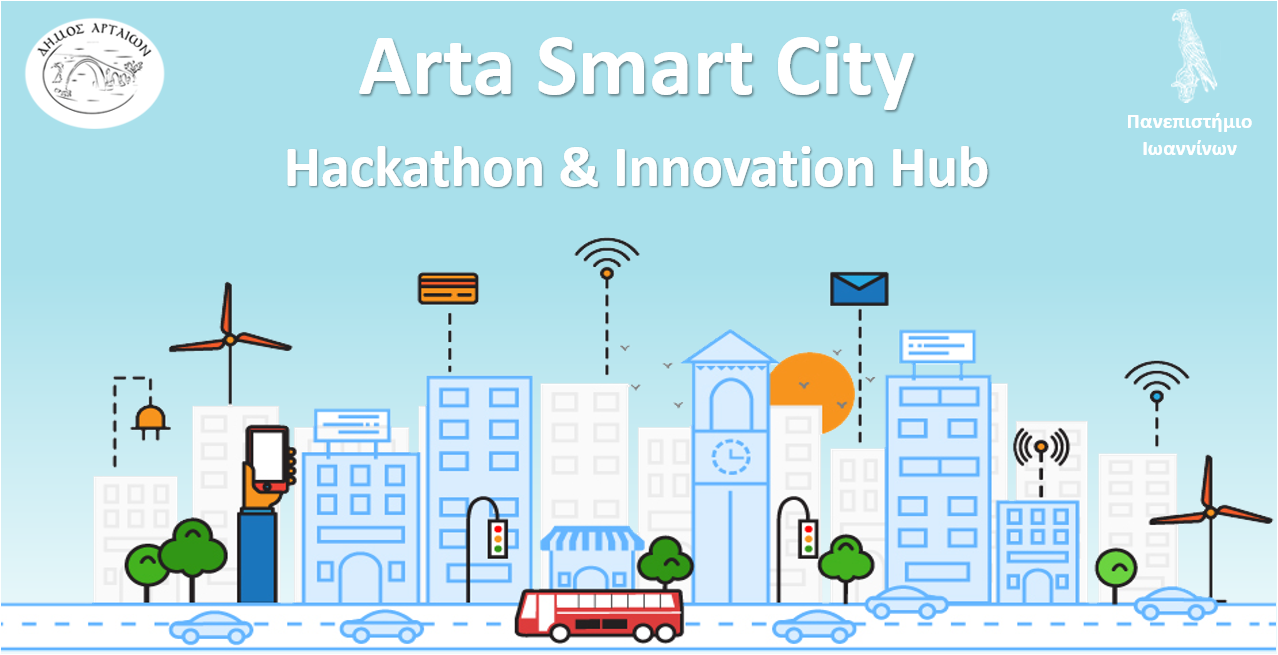 ΔΗΜΟΣ ΑΡΤΑΙΩΝ
Arta Smart City
Hackathon & Innovation Hub
Πανεπιστήμιο
Ιωαννίνων